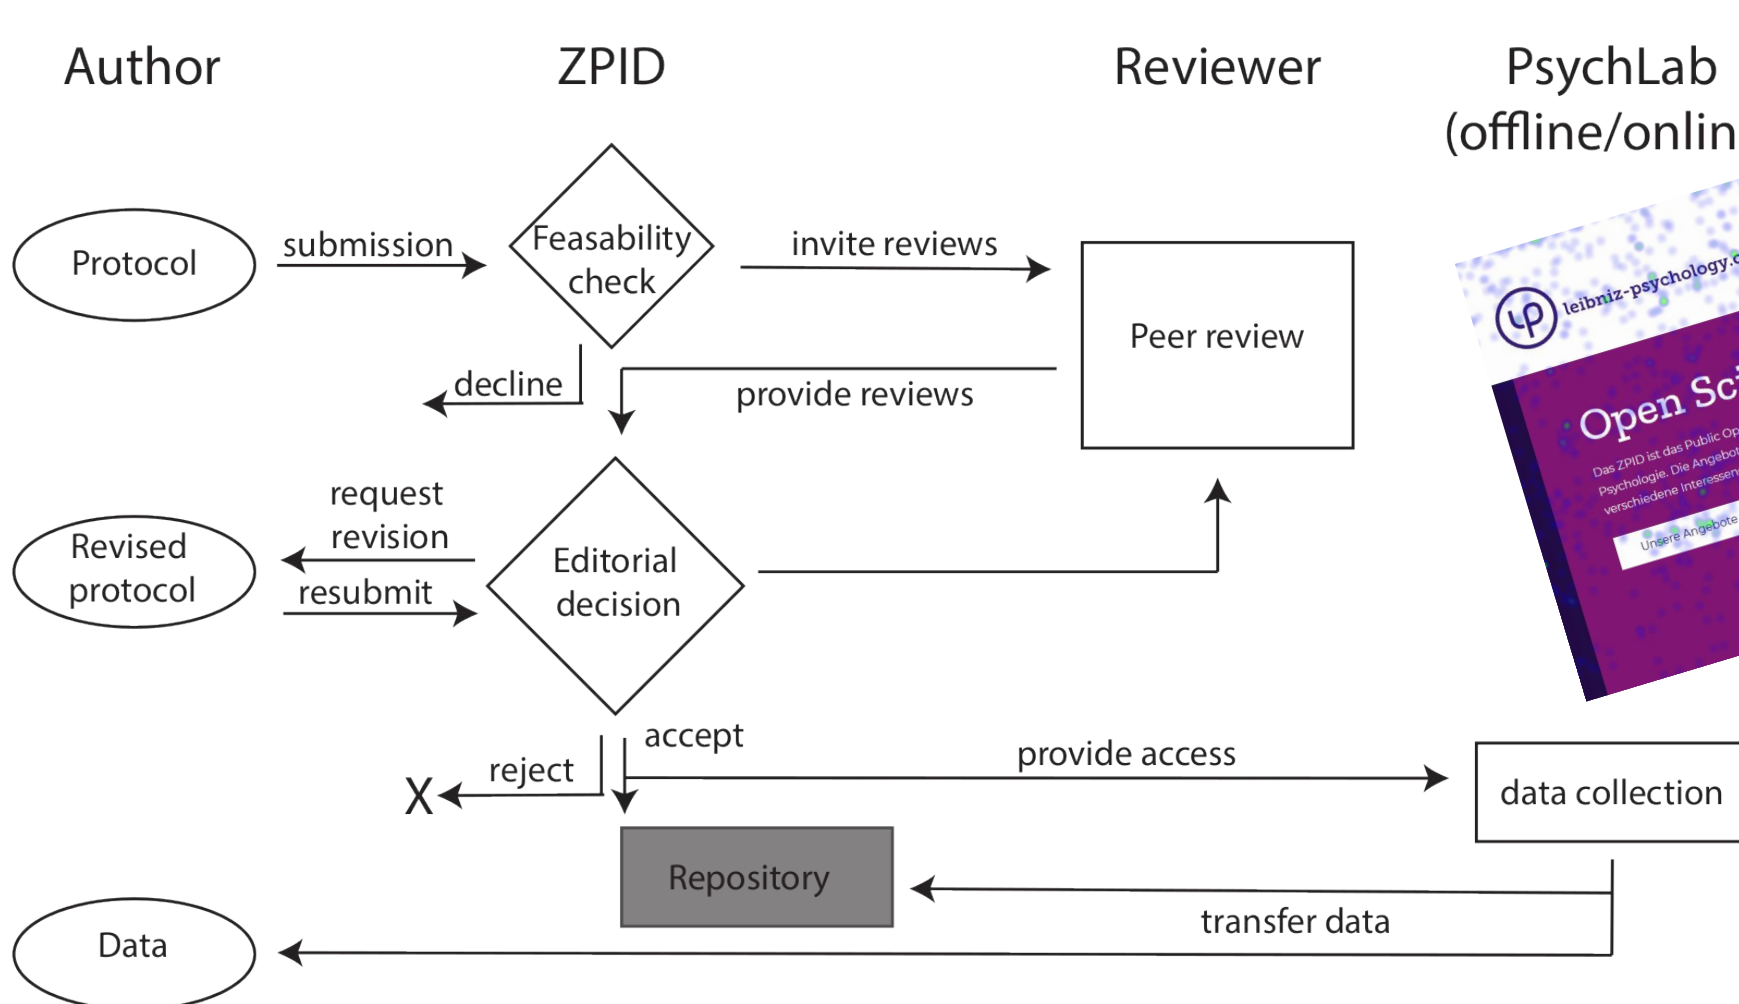 Author
ZPID
Reviewer
PsychLab
(offline/onlin
Protocol
submission
Feasability
check
invite reviews
Peer review
decline
provide reviews
leibniz-psychology.o
Open Sci
Das ZPID ist das Public Op
Psychologie. Die Angebot
verschiedene Interessen
Unsere Angebote
request
revision
Revised
protocol
resubmit
Editorial
decision
accept
reject
X
provide access
data collection
Repository
transfer data
Data